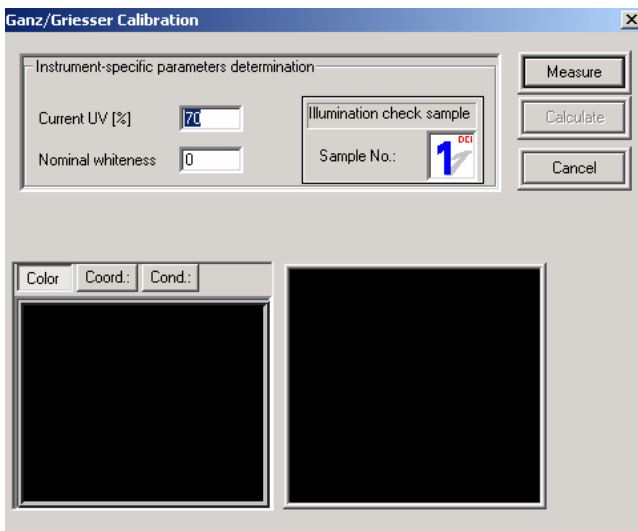 Ganz/Griesser Calibration
Instrument-specific parameters determination
Current UV [%] 70
Nominal whiteness 0
Illumination check sample
Sample No.: 1 DCI
Measure
Calculate
Cancel
Color Coord.: Cond.: